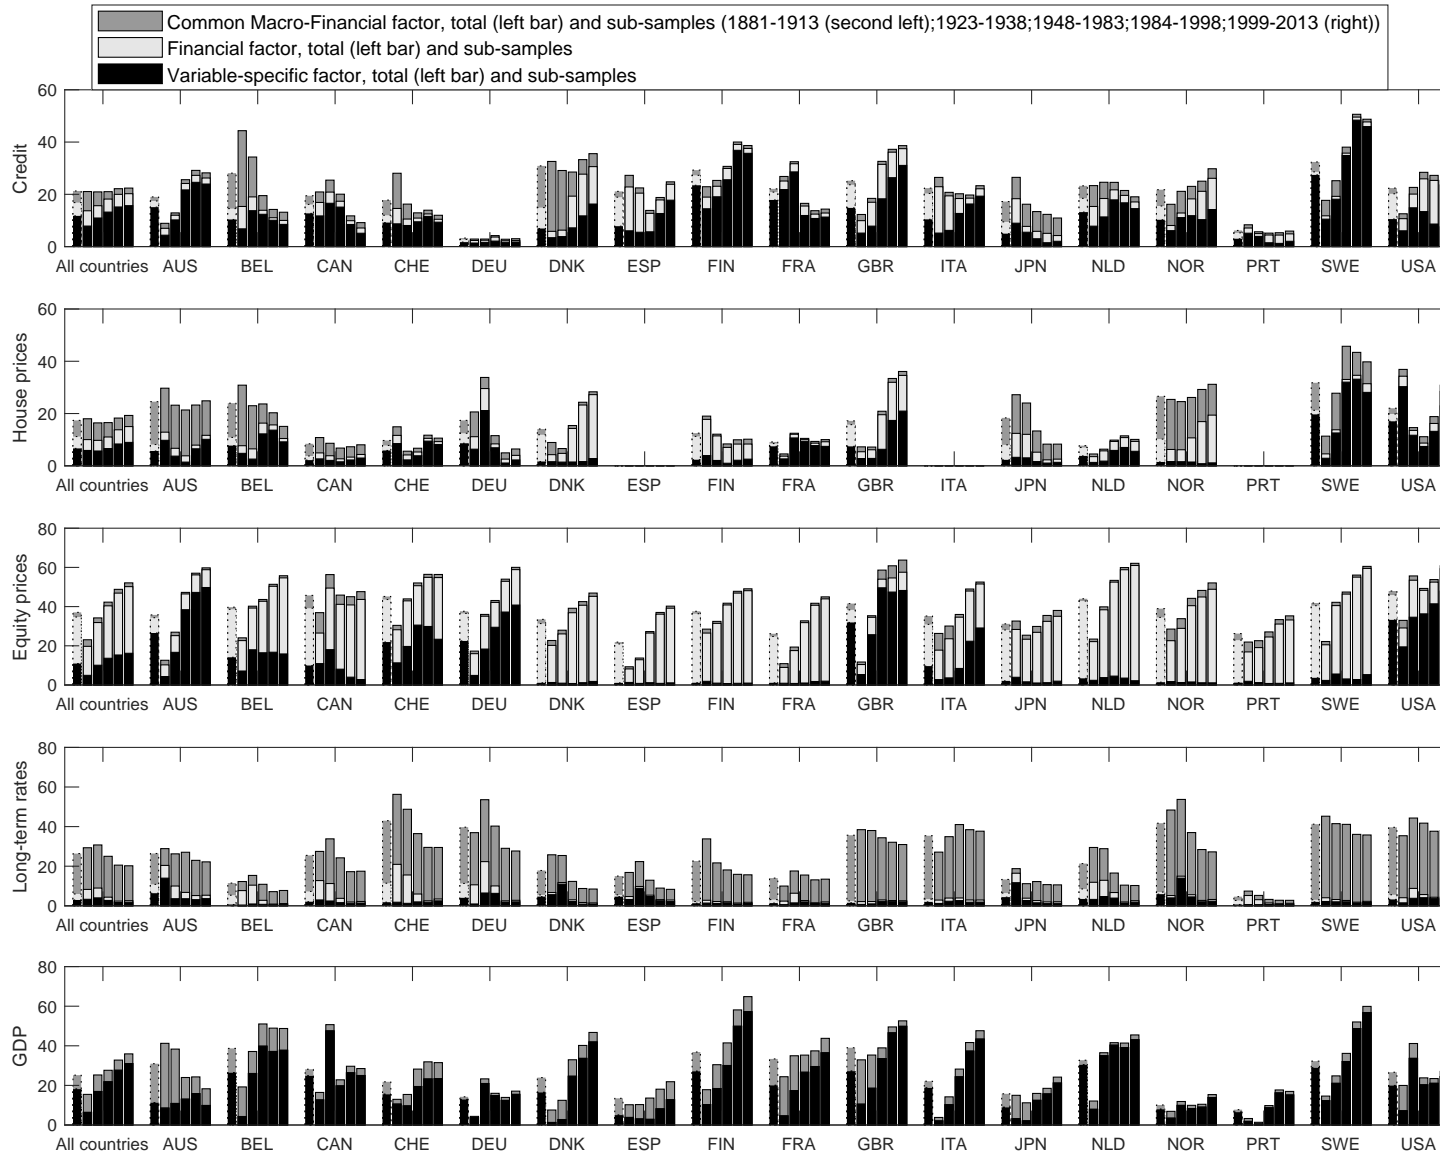 Common Macro-Financial factor, total (left bar) and sub-samples (1881-1913 (second left);1923-1938;1948-1983;1984-1998;1999-2013 (right))
Financial factor, total (left bar) and sub-samples
Variable-specific factor, total (left bar) and sub-samples
60
40
20
0
Credit
All countries AUS BEL CAN CHE DEU DNK ESP FIN FRA GBR ITA JPN NLD NOR PRT SWE USA
60
40
20
0
House prices
All countries AUS BEL CAN CHE DEU DNK ESP FIN FRA GBR ITA JPN NLD NOR PRT SWE USA
80
60
40
20
0
Equity prices
All countries AUS BEL CAN CHE DEU DNK ESP FIN FRA GBR ITA JPN NLD NOR PRT SWE USA
80
60
40
20
0
Long-term rates
All countries AUS BEL CAN CHE DEU DNK ESP FIN FRA GBR ITA JPN NLD NOR PRT SWE USA
80
60
40
20
0
GDP
All countries AUS BEL CAN CHE DEU DNK ESP FIN FRA GBR ITA JPN NLD NOR PRT SWE USA